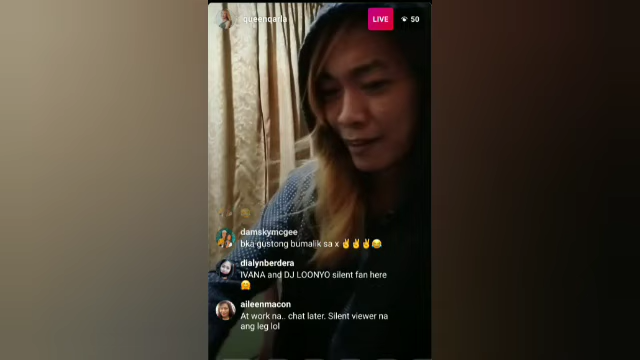 queenqarla
LIVE
50
damskymcgee
bka gustong bumalik sa x ✌✌✌😂
dialynberdera
IVANA and DJ LOONYO silent fan here
🤗
aileenmacon
At work na.. chat later. Silent viewer na
ang leg lol